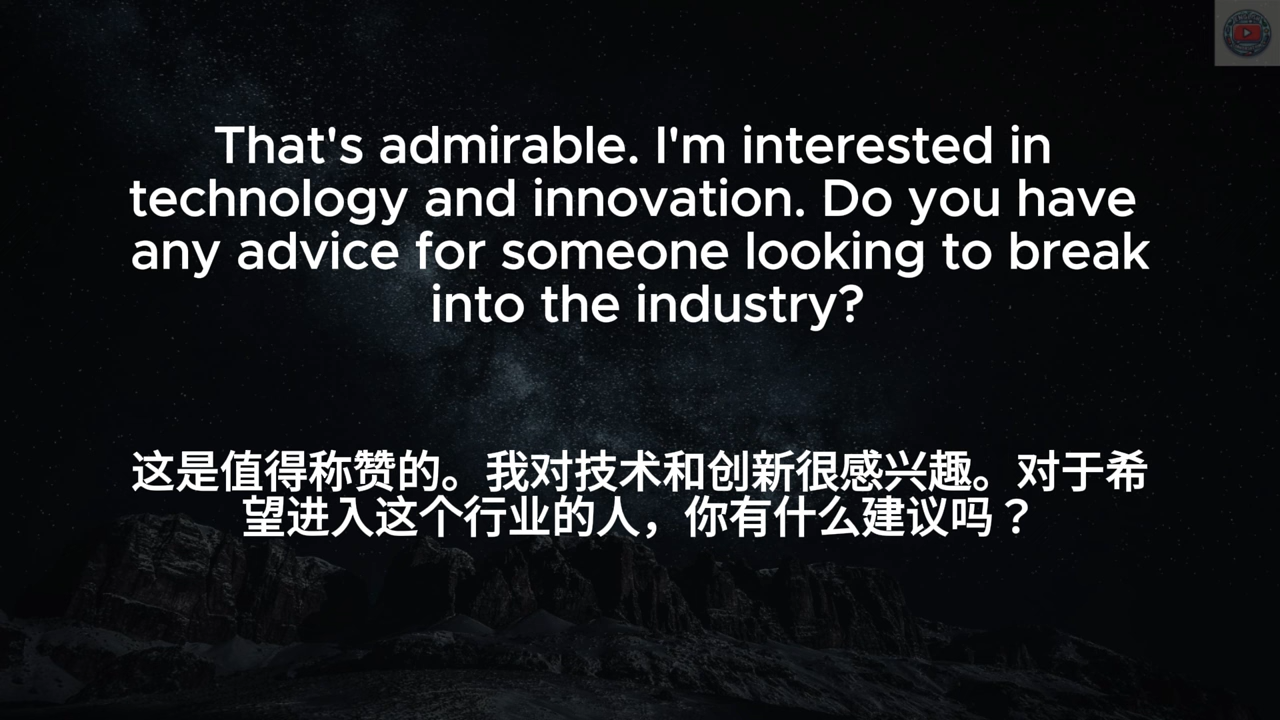 That's admirable. I'm interested in
technology and innovation. Do you have
any advice for someone looking to break
into the industry?
这是值得称赞的。我对技术和创新很感兴趣。对于希
望进入这个行业的人，你有什么建议吗？